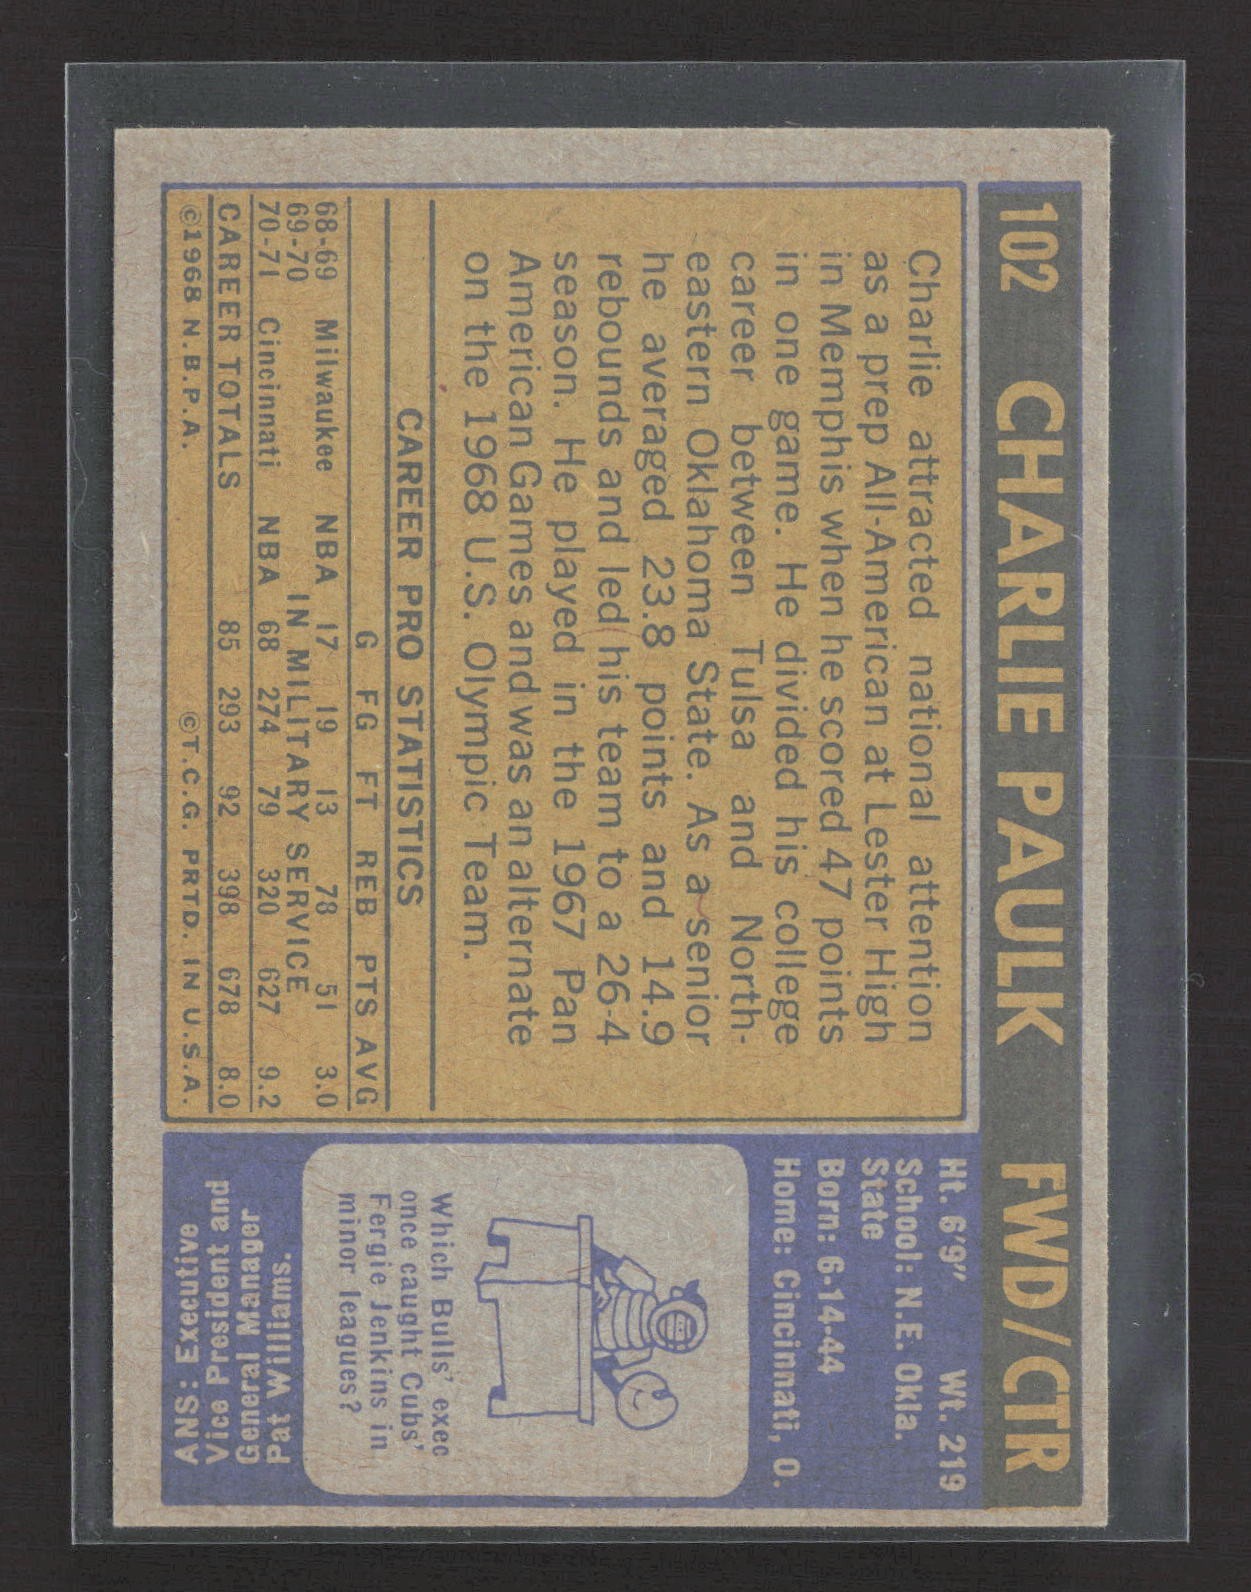 102 CHARLIE PAULK FWD/CTR
Charlie attracted national attention
as a prep All-American at Lester High
in Memphis when he scored 47 points
in one game. He divided his college
career between Tulsa and North-
eastern Oklahoma State. As a senior
he averaged 23.8 points and 14.9
rebounds and led his team to a 26-4
season. He played in the 1967 Pan
American Games and was an alternate
on the 1968 U.S. Olympic Team.
CAREER PRO STATISTICS
G FG FT REB PTS AVG
68-69 Milwaukee NBA 17 19 13 78 51 3.0
69-70 IN MILITARY SERVICE
70-71 Cincinnati NBA 68 274 79 320 627 9.2
CAREER TOTALS 85 293 92 398 678 8.0
©1968 N.B.P.A. ©T.C.G. PRTD. IN U.S.A.
Ht. 6'9" Wt. 219
School: N.E. Okla.
State
Born: 6-14-44
Home: Cincinnati, O.
Which Bulls' exec
once caught Cubs'
Fergie Jenkins in
minor leagues?
ANS: Executive
Vice President and
General Manager
Pat Williams.